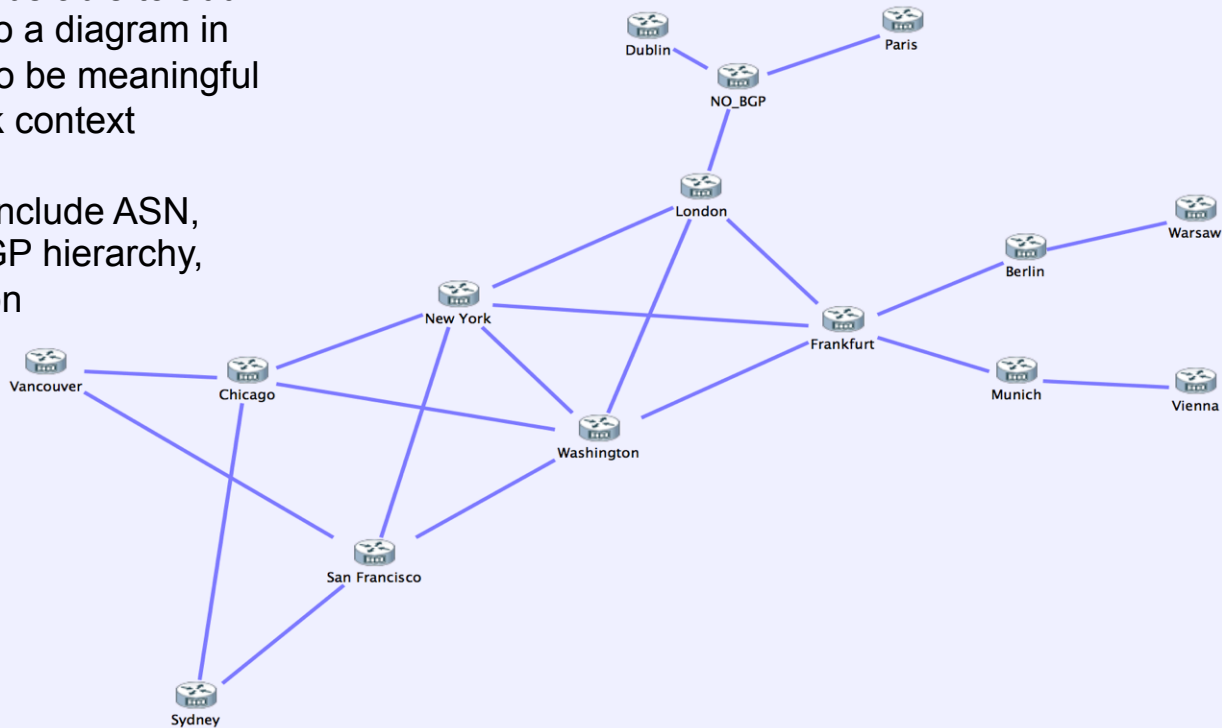 o a diagram in
o be meaningful
context
nclude ASN,
GP hierarchy,
on
Dublin
Paris
NO_BGP
London
Warsaw
Berlin
New York
Frankfurt
Vancouver
Chicago
Munich
Vienna
Washington
San Francisco
Sydney